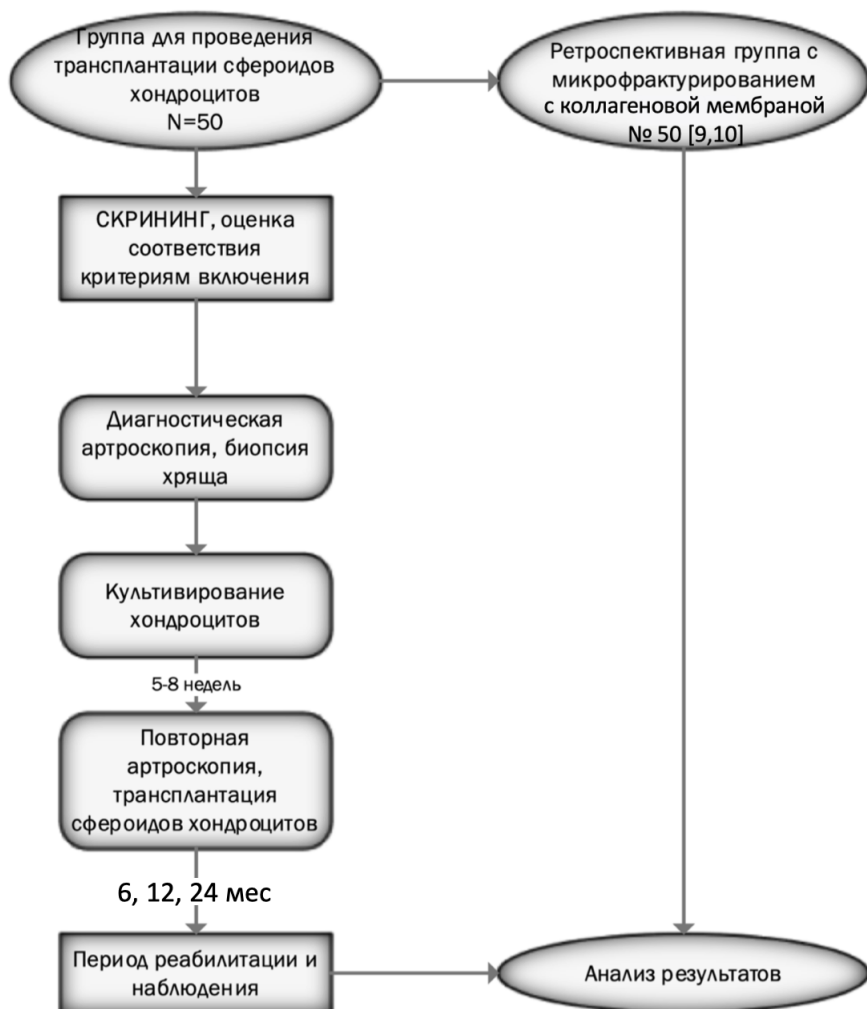 Группа для проведения
трансплантации сфероидов
хондроцитов
N=50
Ретроспективная группа с
микрофрактурированием
с коллагеновой мембраной
№ 50 [9,10]
СКРИНИНГ, оценка
соответствия
критериям включения
Диагностическая
артроскопия, биопсия
хряща
Культивирование
хондроцитов
5-8 недель
Повторная
артроскопия,
трансплантация
сфероидов хондроцитов
6, 12, 24 мес
Период реабилитации и
наблюдения
Анализ результатов